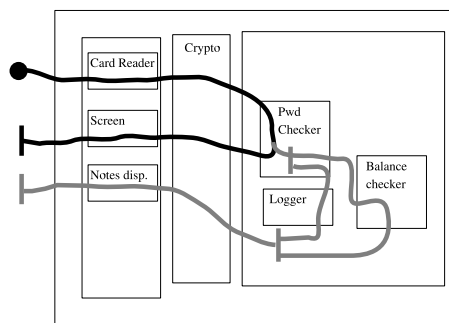 Crypto
Card Reader
Screen
Notes disp.
Pwd
Checker
Logger
Balance
checker